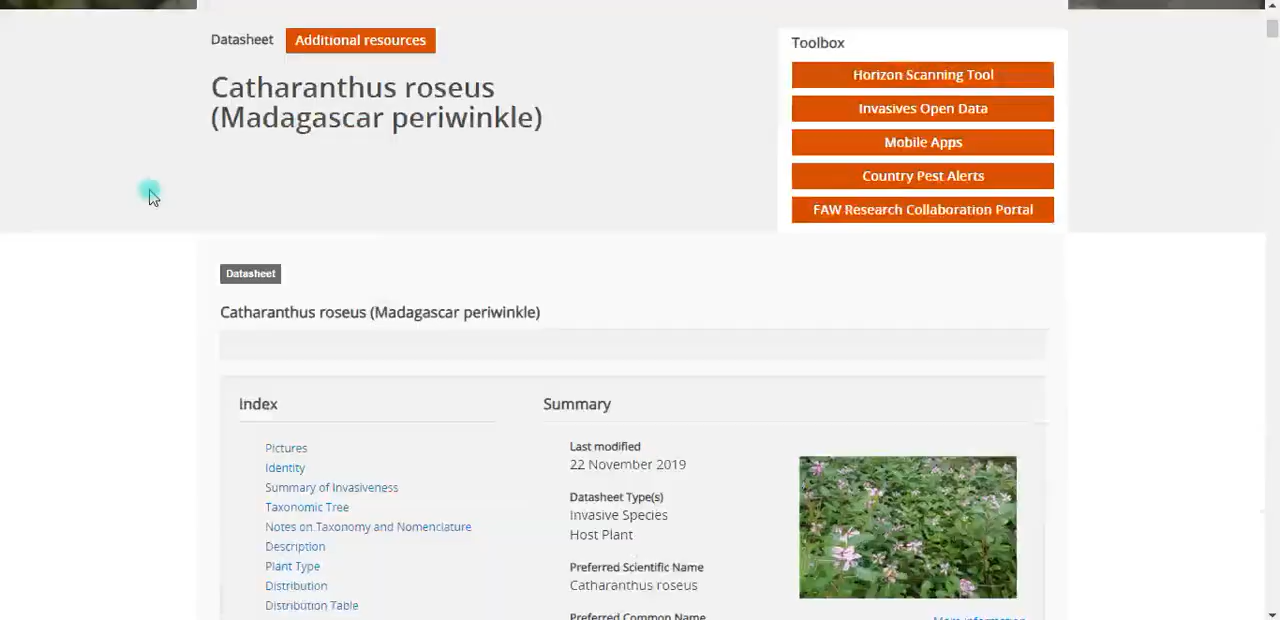 Datasheet
Additional resources
Catharanthus roseus
(Madagascar periwinkle)
Toolbox
Horizon Scanning Tool
Invasives Open Data
Mobile Apps
Country Pest Alerts
FAW Research Collaboration Portal
Datasheet
Catharanthus roseus (Madagascar periwinkle)
Index
Pictures
Identity
Summary of Invasiveness
Taxonomic Tree
Notes on Taxonomy and Nomenclature
Description
Plant Type
Distribution
Distribution Table
Summary
Last modified
22 November 2019
Datasheet Type(s)
Invasive Species
Host Plant
Preferred Scientific Name
Catharanthus roseus
Preferred Common Name
More information